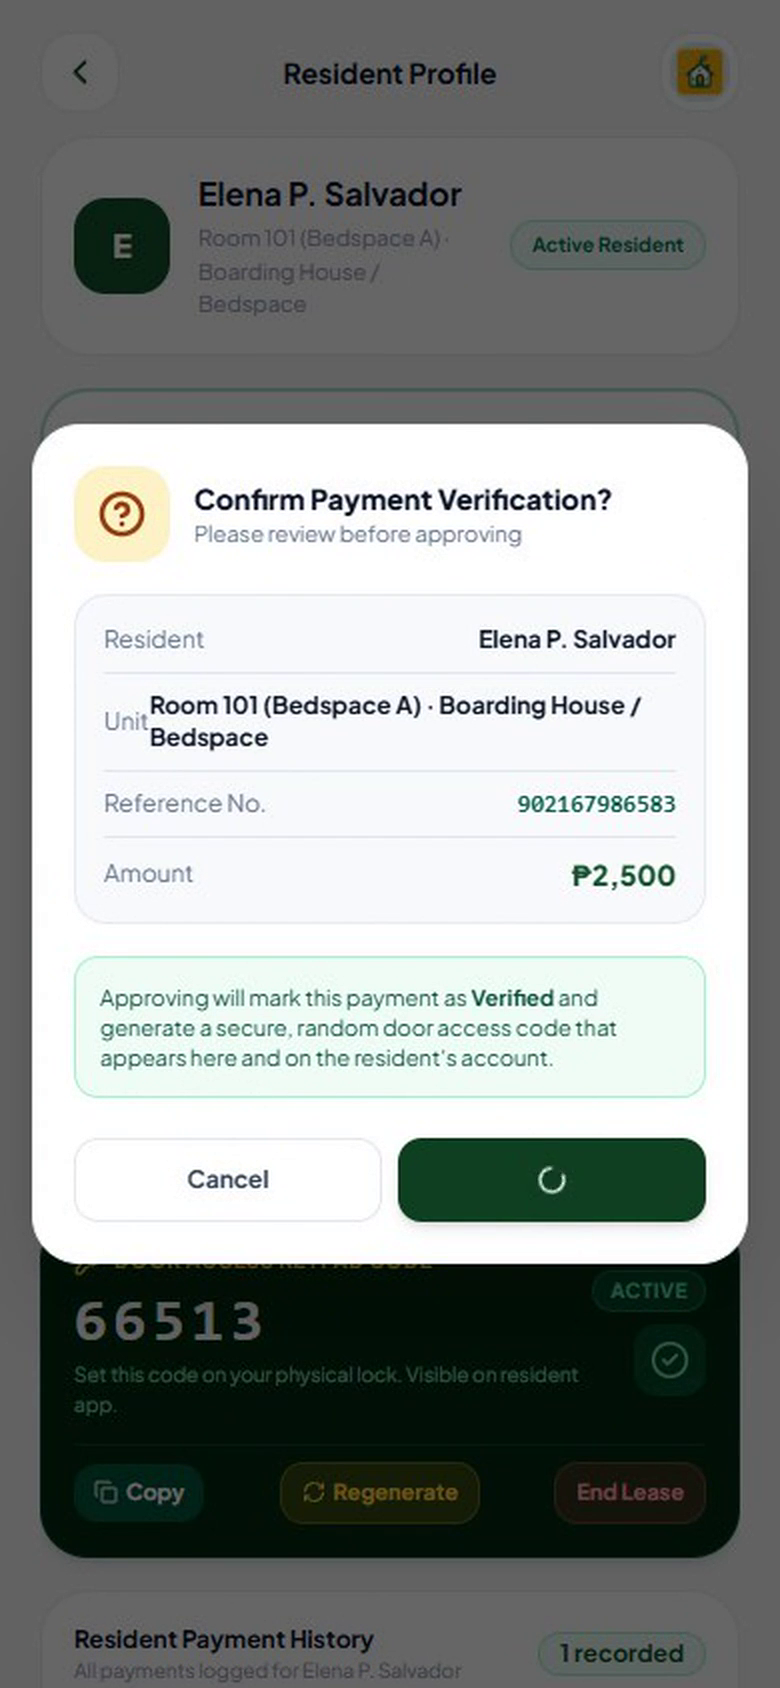 Resident Profile
Elena P. Salvador
E
Room 101 (Bedspace A) ·
Boarding House /
Bedspace
Active Resident
Confirm Payment Verification?
Please review before approving
Resident Elena P. Salvador
Unit Room 101 (Bedspace A) · Boarding House /
Bedspace
Reference No. 902167986583
Amount ₱2,500
Approving will mark this payment as Verified and
generate a secure, random door access code that
appears here and on the resident's account.
Cancel
DOOR ACCESS KEYPAD CODE
ACTIVE
66513
Set this code on your physical lock. Visible on resident
app.
Copy Regenerate End Lease
Resident Payment History
1 recorded
All payments logged for Elena P. Salvador